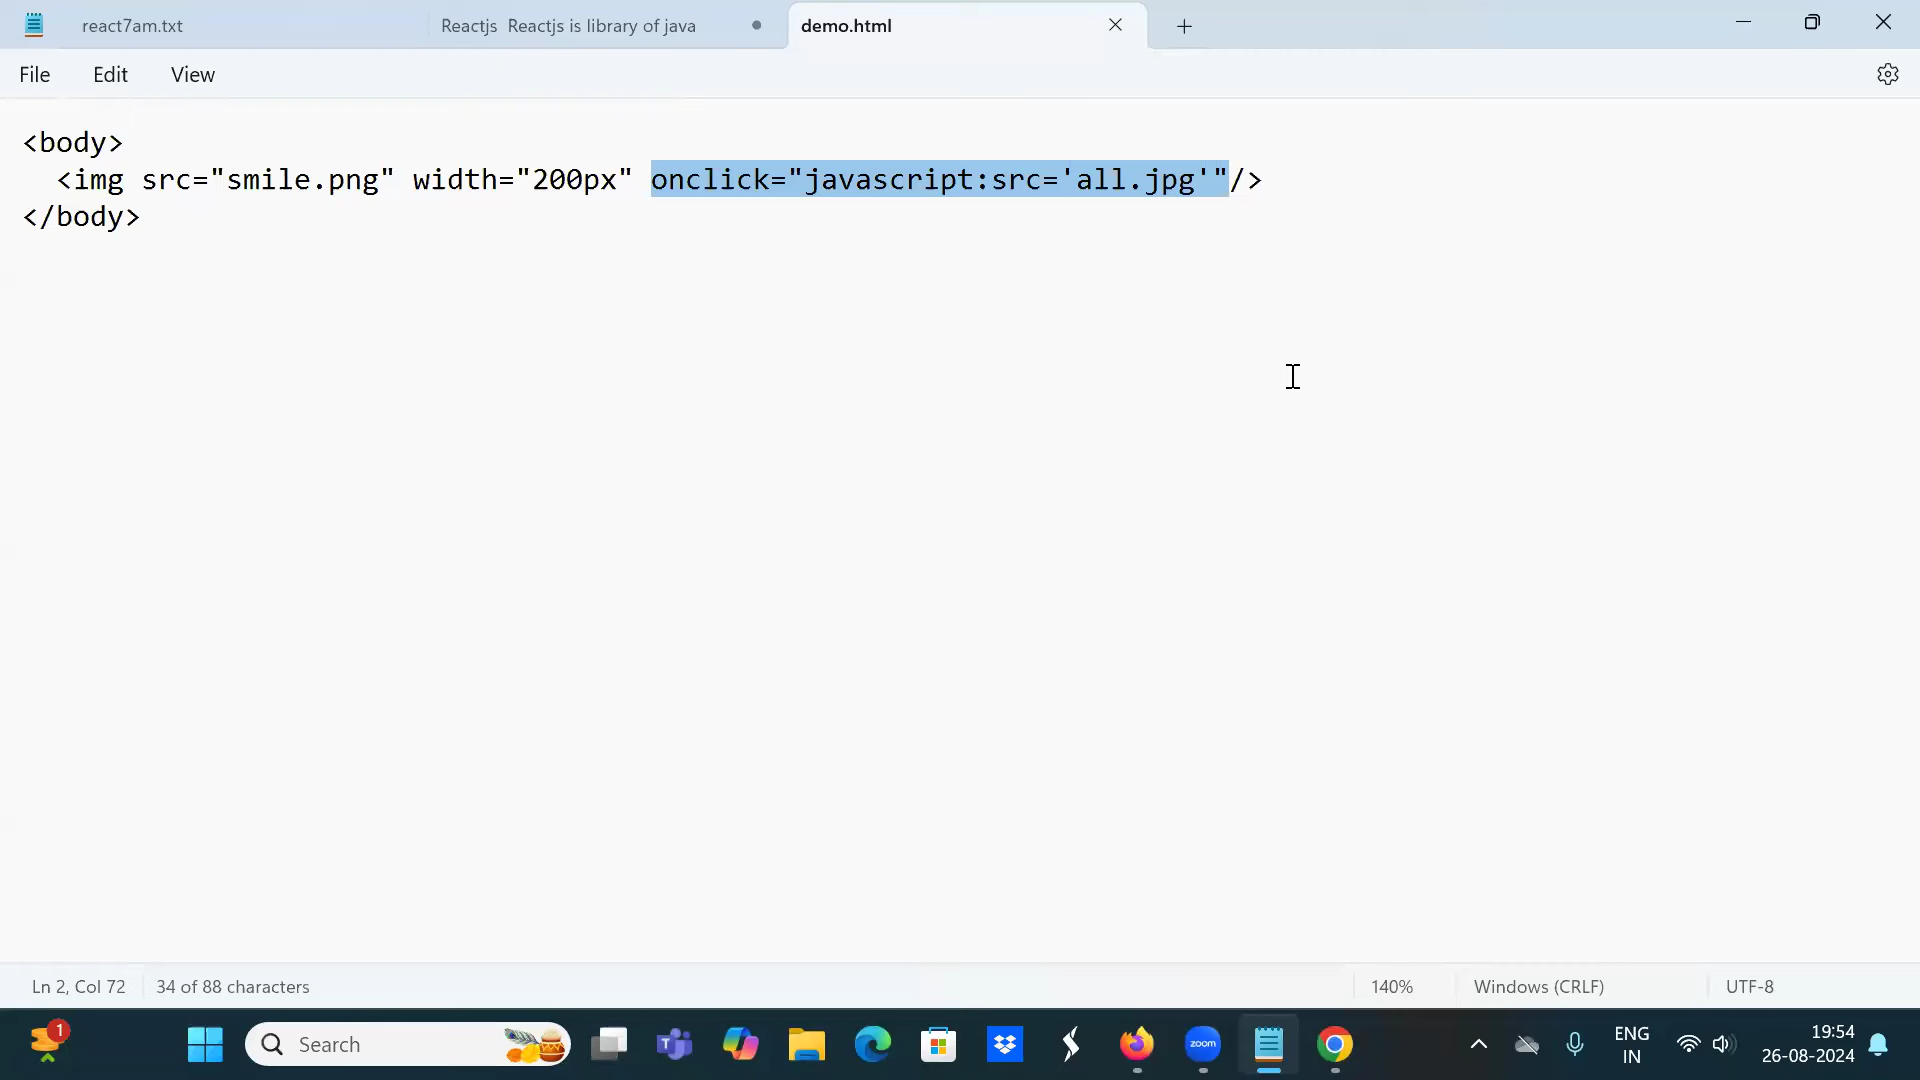 react7am.txt
Reactjs Reactjs is library of java
demo.html
File Edit View
<body>
<img src="smile.png" width="200px" onclick="javascript:src='all.jpg'"/>
</body>
Ln 2, Col 72
34 of 88 characters
140%
Windows (CRLF)
UTF-8
1
Search
T
zoom
ENG
IN
19:54
26-08-2024